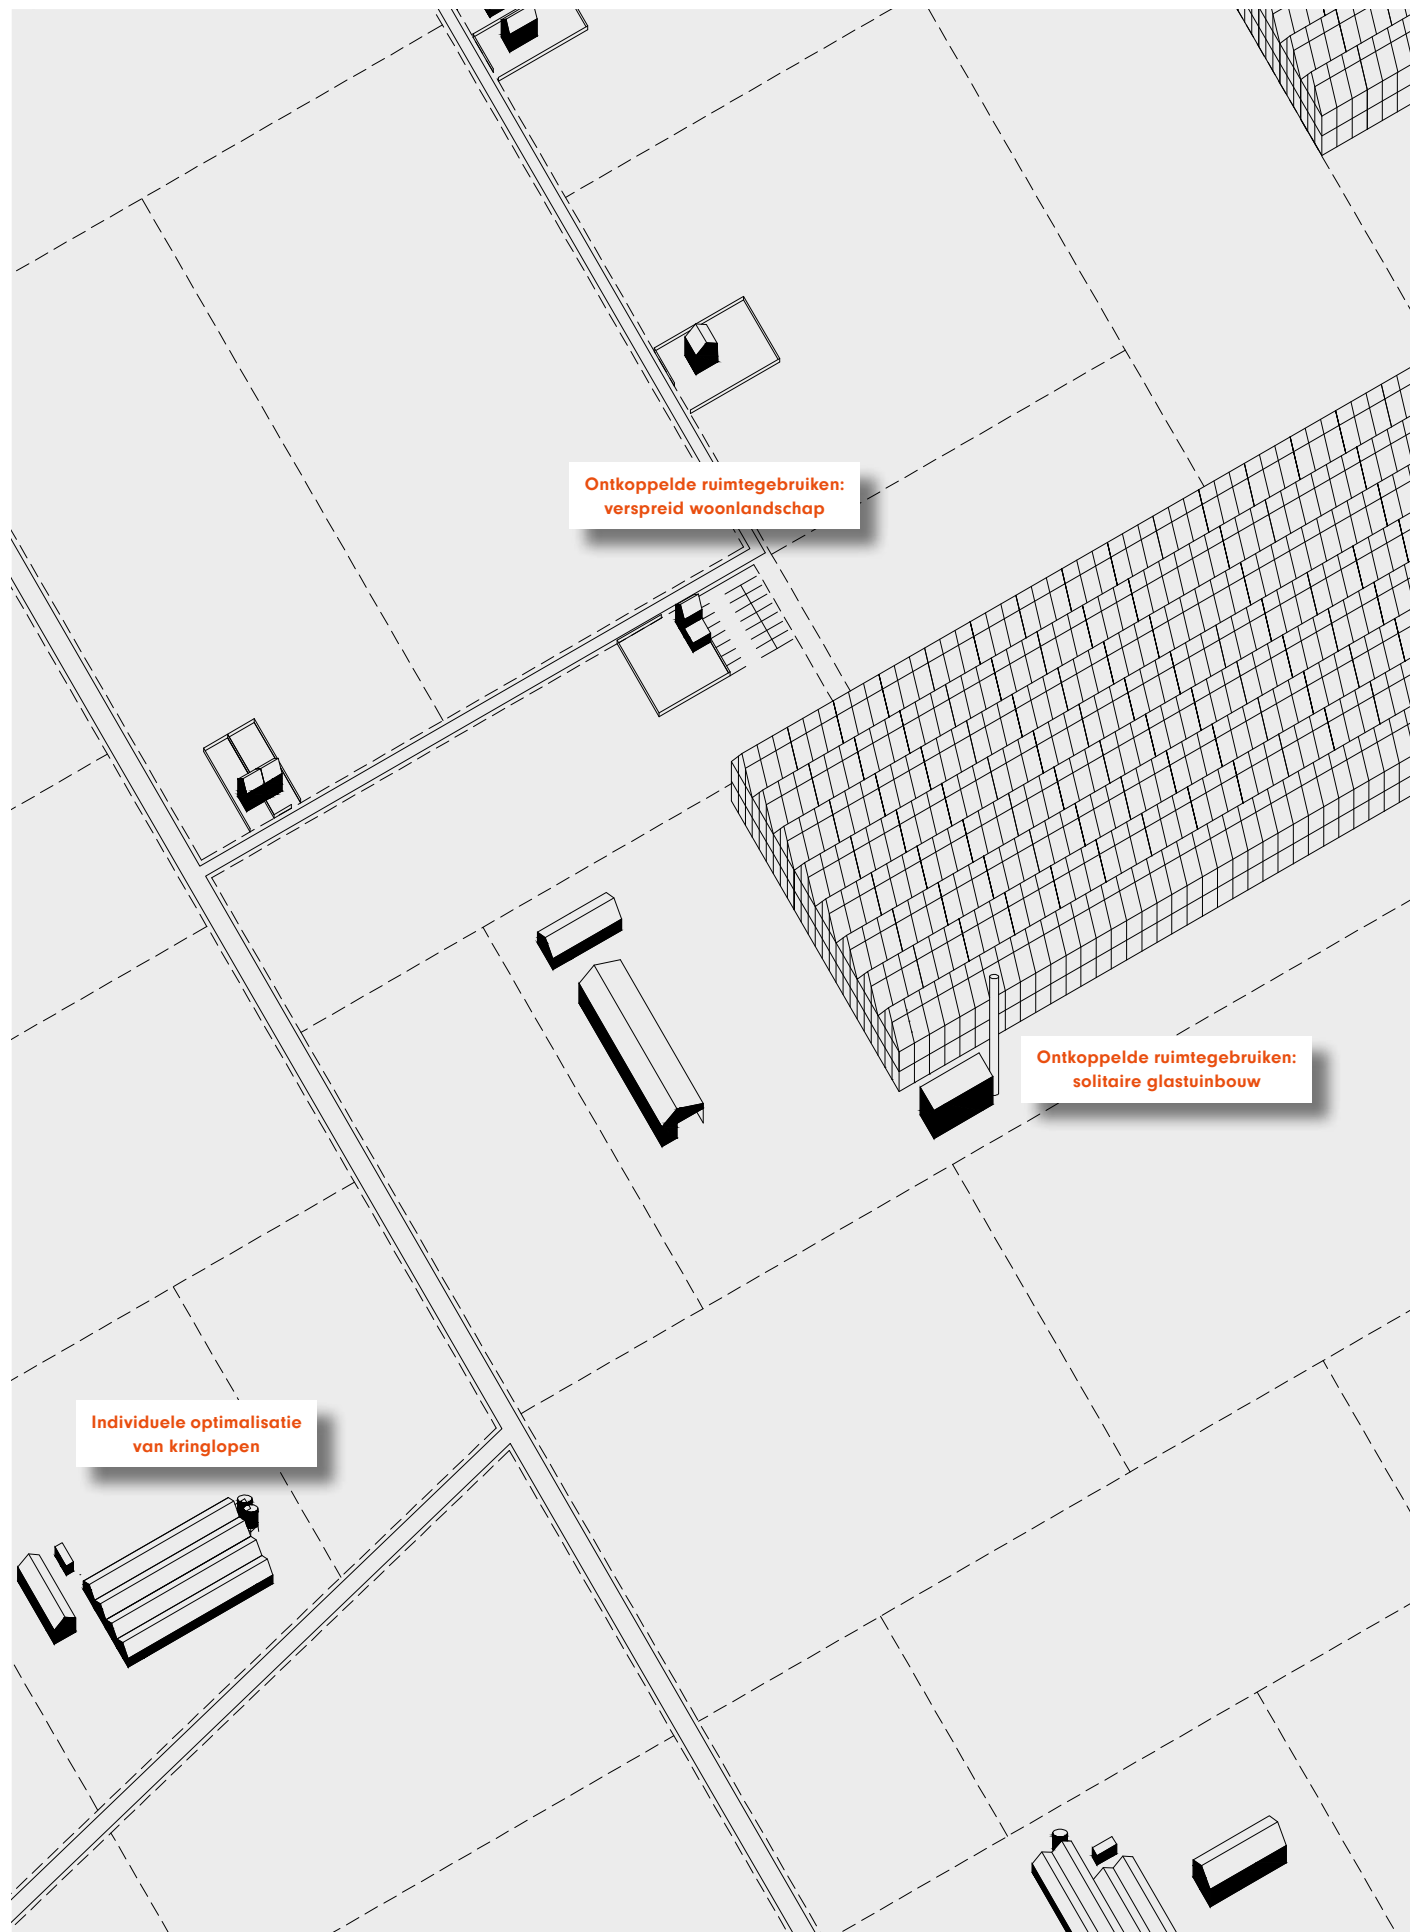 Ontkoppelde ruimtegebruiken:
verspreid woonlandschap
Ontkoppelde ruimtegebruiken:
solitaire glastuinbouw
Individuele optimalisatie
van kringlopen